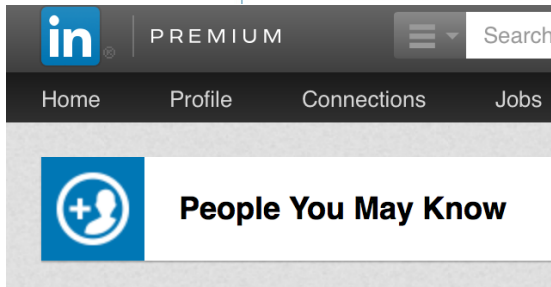 in ® PREMIUM Search
Home Profile Connections Jobs
People You May Know